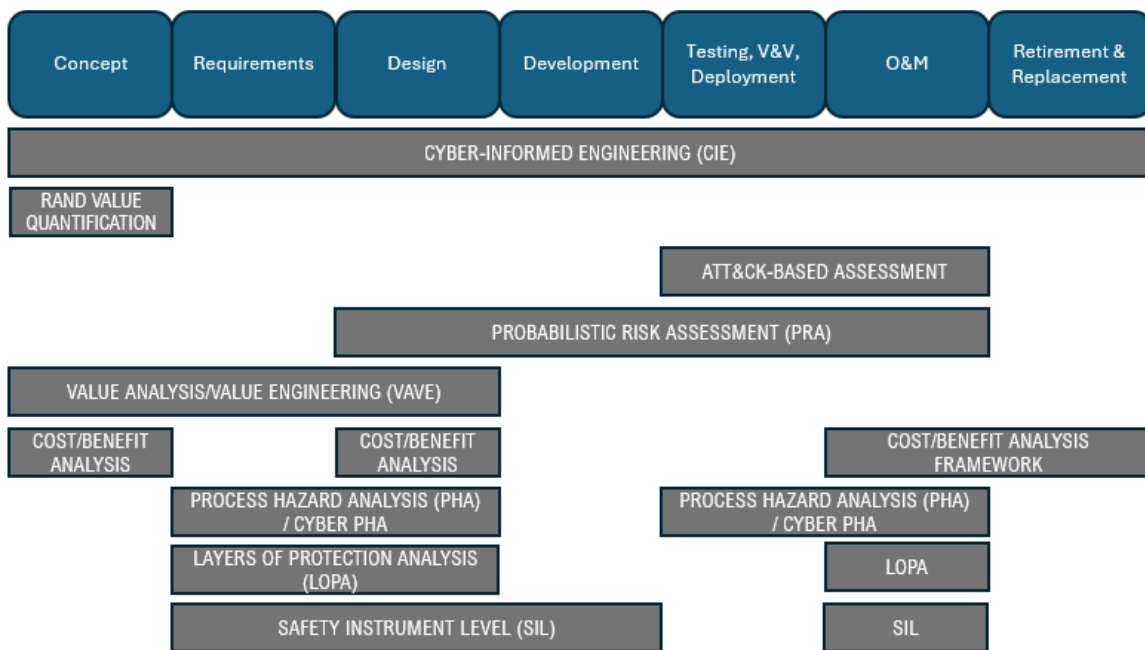 Concept
Requirements
Design
Development
Testing, V&V,
Deployment
O&M
Retirement &
Replacement
CYBER-INFORMED ENGINEERING (CIE)
RAND VALUE
QUANTIFICATION
ATT&CK-BASED ASSESSMENT
PROBABILISTIC RISK ASSESSMENT (PRA)
VALUE ANALYSIS/VALUE ENGINEERING (VAVE)
COST/BENEFIT
ANALYSIS
COST/BENEFIT
ANALYSIS
COST/BENEFIT ANALYSIS
FRAMEWORK
PROCESS HAZARD ANALYSIS (PHA)
/ CYBER PHA
PROCESS HAZARD ANALYSIS (PHA)
/ CYBER PHA
LAYERS OF PROTECTION ANALYSIS
(LOPA)
LOPA
SAFETY INSTRUMENT LEVEL (SIL)
SIL